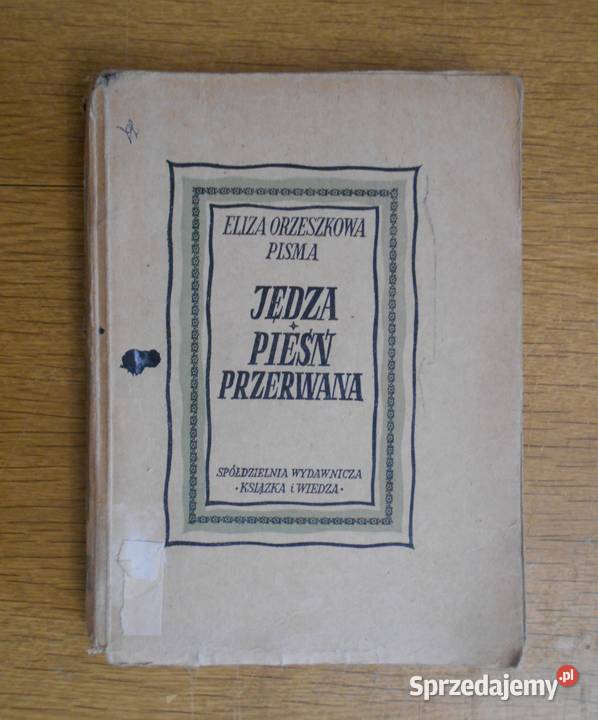 ELIZA ORZESZKOWA
PISMA
JĘDZA
PIEŚŃ
PRZERWANA
SPÓŁDZIELNIA WYDAWNICZA
• KSIĄŻKA i WIEDZA •
Sprzedajemy.pl